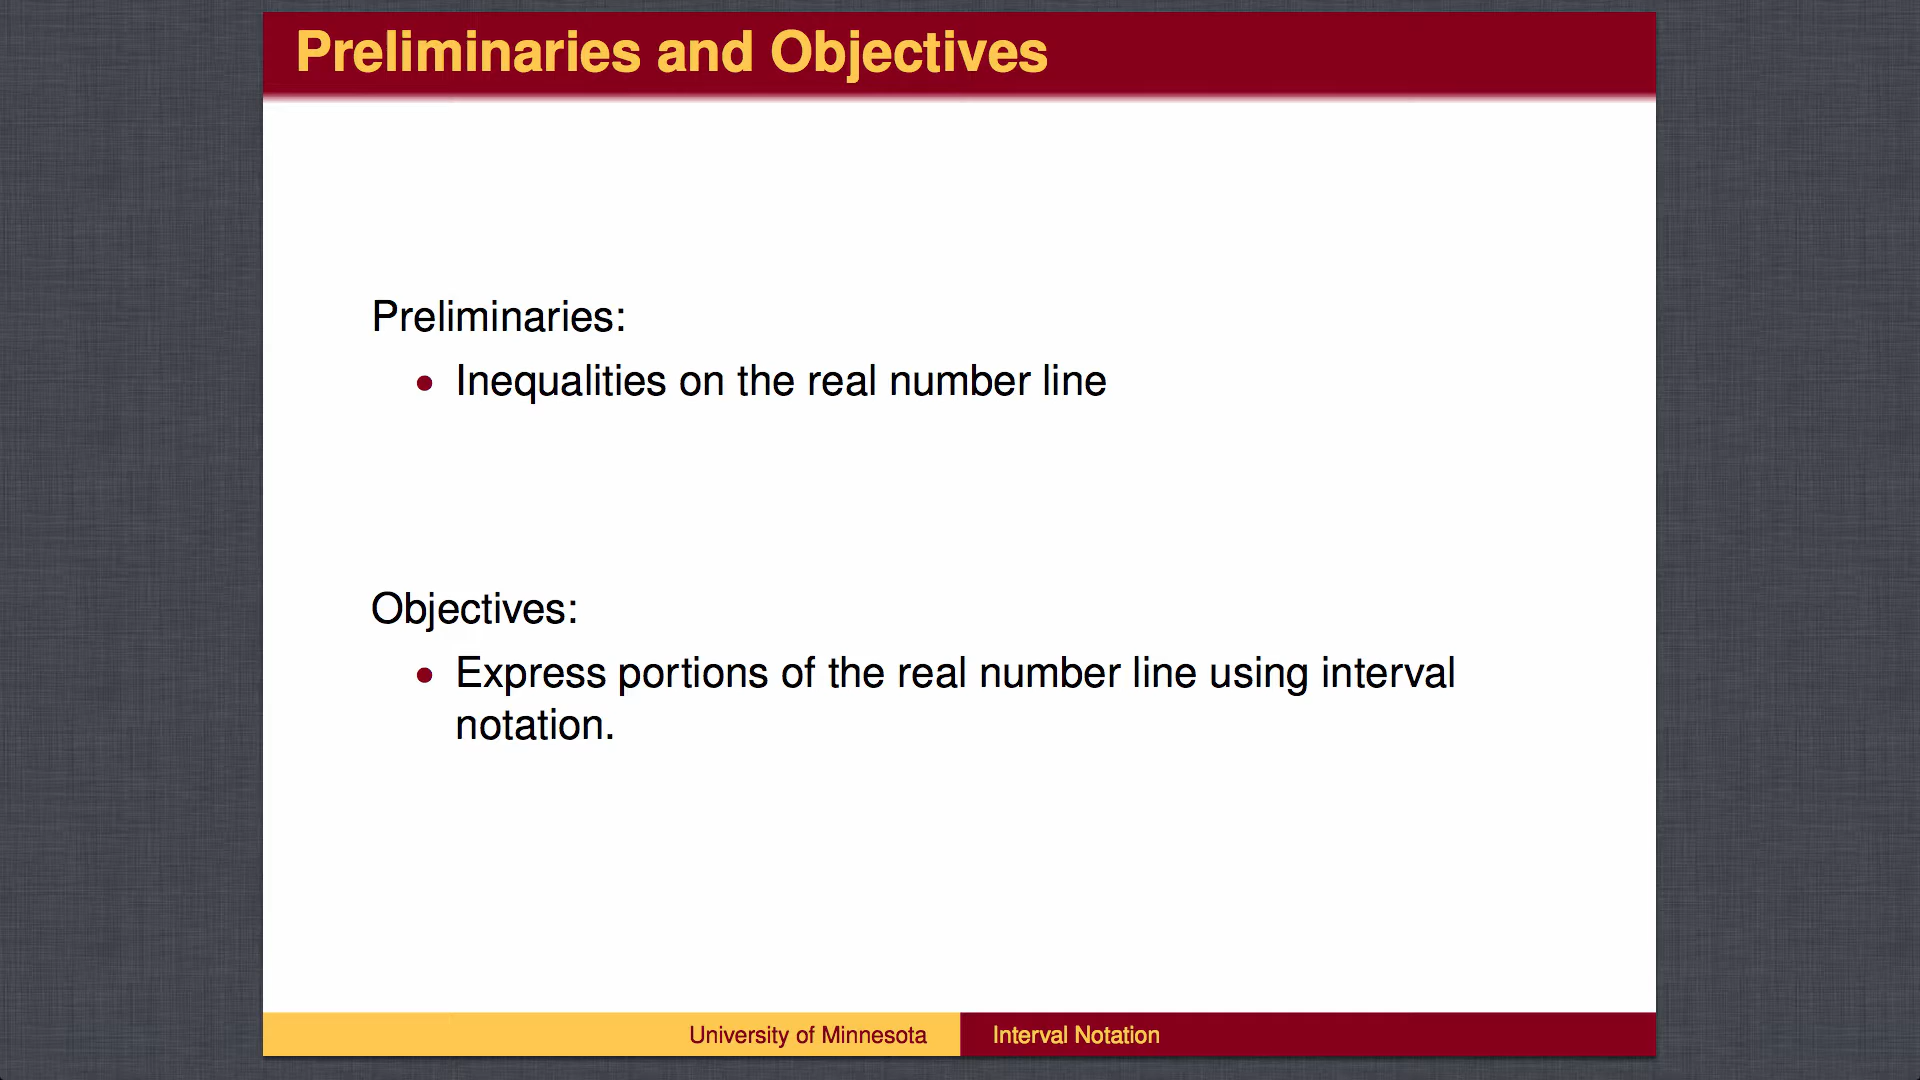 Preliminaries and Objectives
Preliminaries:
• Inequalities on the real number line
Objectives:
• Express portions of the real number line using interval
notation.
University of Minnesota
Interval Notation